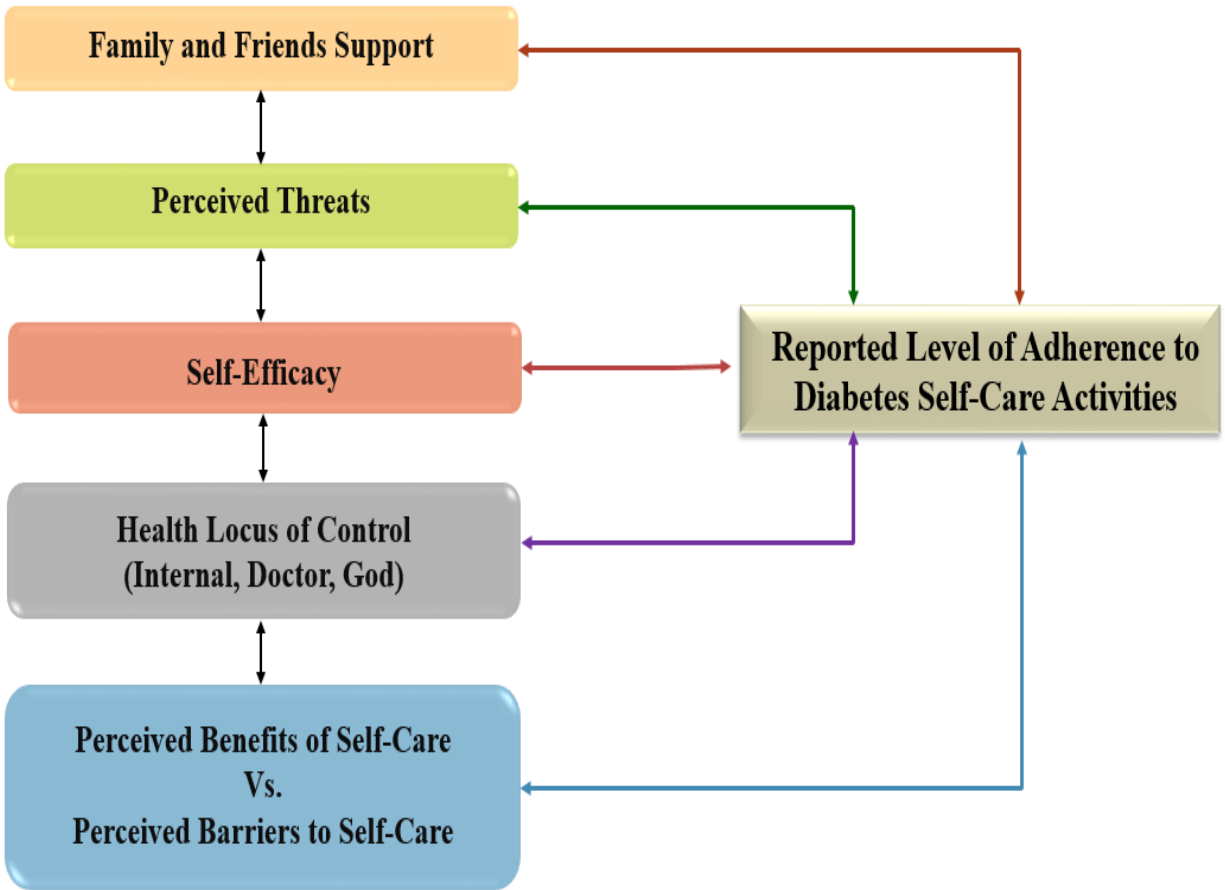 Family and Friends Support
Perceived Threats
Self-Efficacy
Reported Level of Adherence to
Diabetes Self-Care Activities
Health Locus of Control
(Internal, Doctor, God)
Perceived Benefits of Self-Care
Vs.
Perceived Barriers to Self-Care